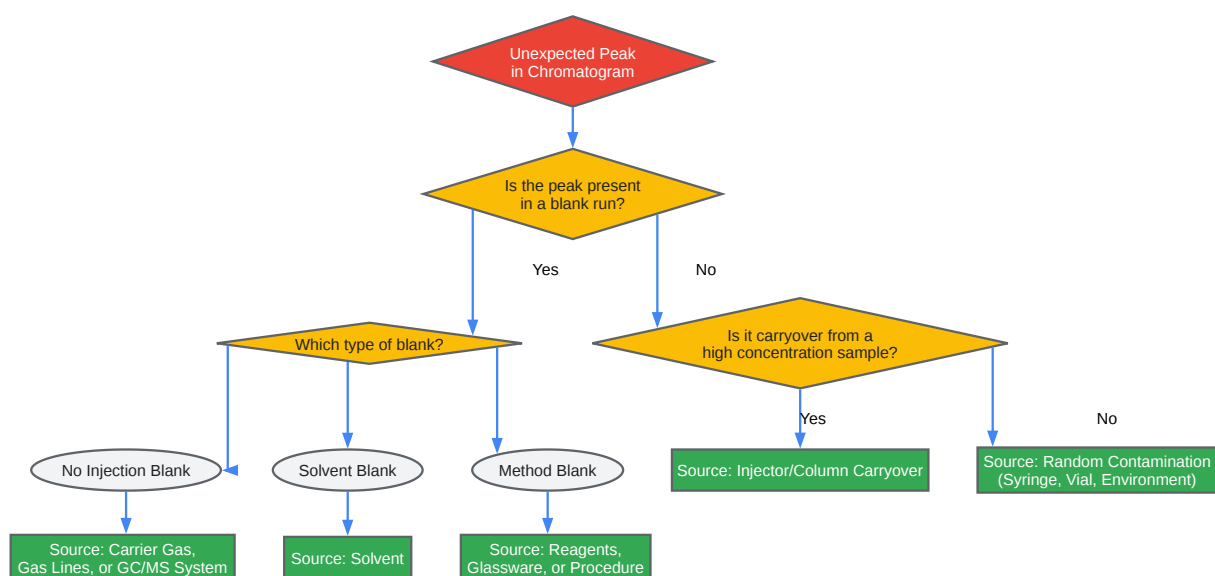 Unexpected Peak
in Chromatogram
Is the peak present
in a blank run?
Yes
No
Is it carryover from a
high concentration sample?
Which type of blank?
Yes
No
No Injection Blank
Solvent Blank
Method Blank
Source: Injector/Column Carryover
Source: Random Contamination
(Syringe, Vial, Environment)
Source: Carrier Gas,
Gas Lines, or GC/MS System
Source: Solvent
Source: Reagents,
Glassware, or Procedure